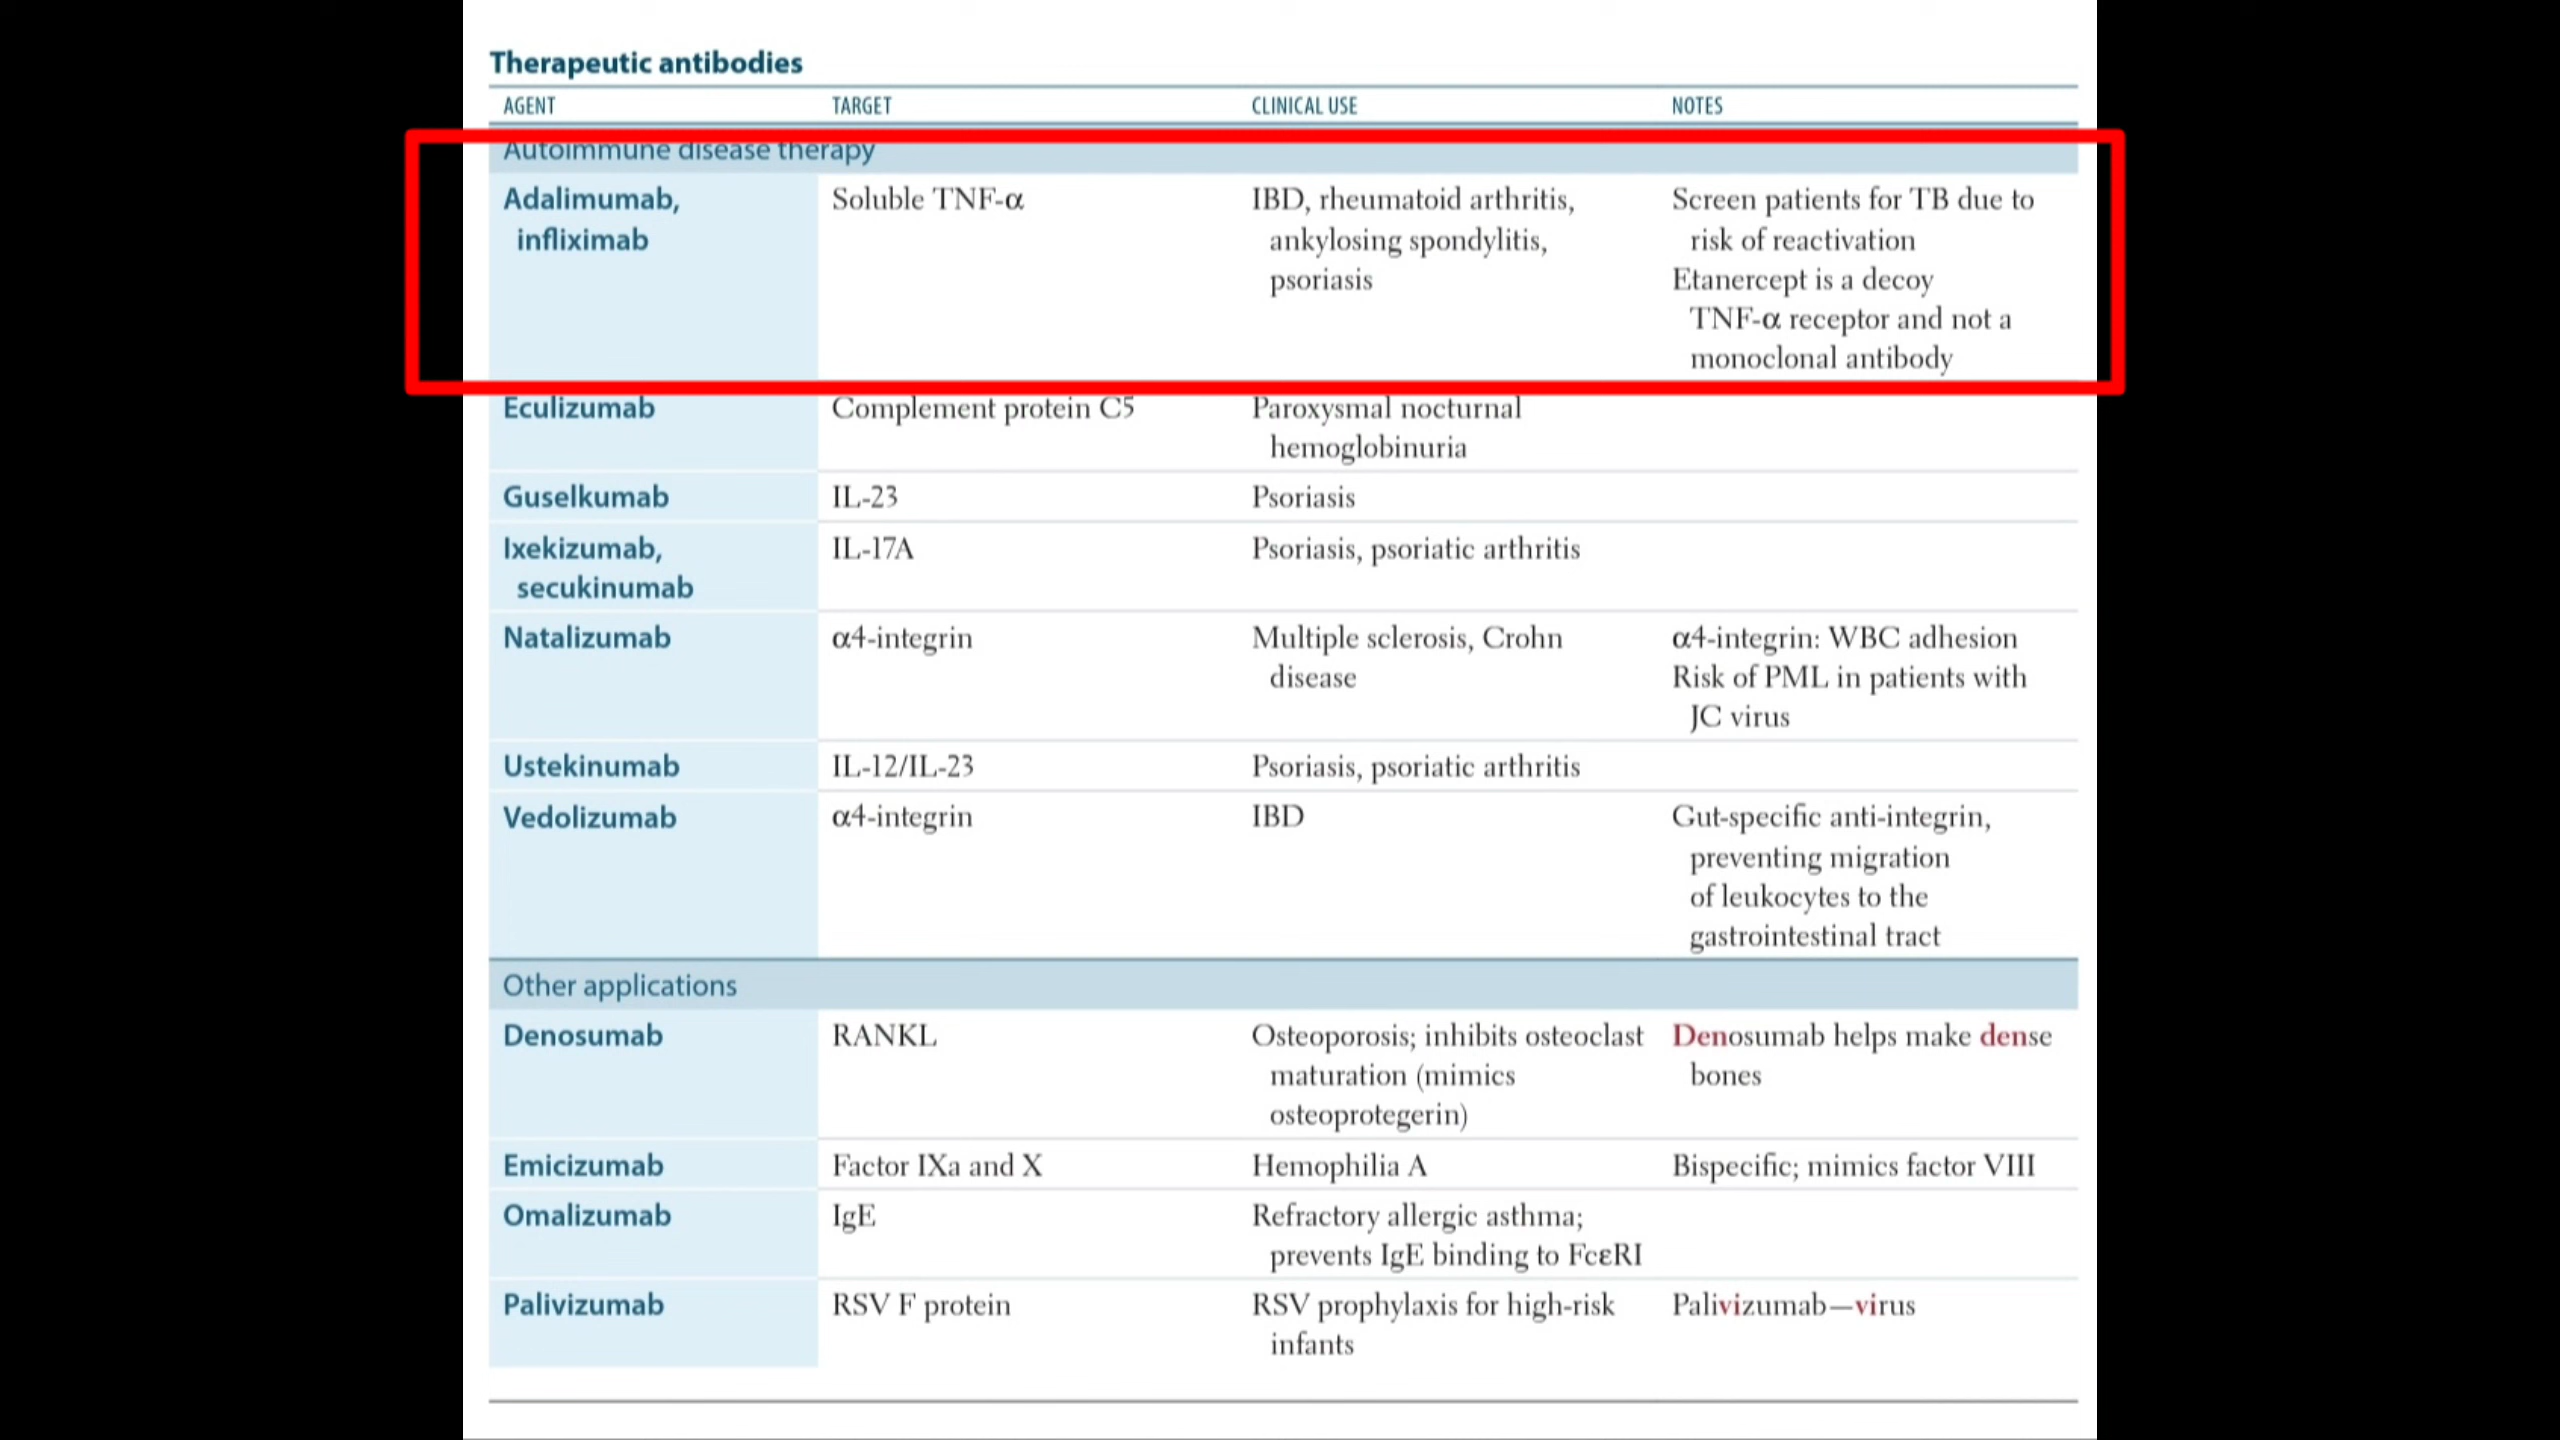 Therapeutic antibodies
AGENT TARGET CLINICAL USE NOTES
Autoimmune disease therapy
Adalimumab, Soluble TNF-α IBD, rheumatoid arthritis, Screen patients for TB due to
infliximab ankylosing spondylitis, risk of reactivation
psoriasis Etanercept is a decoy
TNF-α receptor and not a
monoclonal antibody
Eculizumab Complement protein C5 Paroxysmal nocturnal
hemoglobinuria
Guselkumab IL-23 Psoriasis
Ixekizumab, IL-17A Psoriasis, psoriatic arthritis
secukinumab
Natalizumab α4-integrin Multiple sclerosis, Crohn α4-integrin: WBC adhesion
disease Risk of PML in patients with
JC virus
Ustekinumab IL-12/IL-23 Psoriasis, psoriatic arthritis
Vedolizumab α4-integrin IBD Gut-specific anti-integrin,
preventing migration
of leukocytes to the
gastrointestinal tract
Other applications
Denosumab RANKL Osteoporosis; inhibits osteoclast Denosumab helps make dense
maturation (mimics bones
osteoprotegerin)
Emicizumab Factor IXa and X Hemophilia A Bispecific; mimics factor VIII
Omalizumab IgE Refractory allergic asthma;
prevents IgE binding to FcεRI
Palivizumab RSV F protein RSV prophylaxis for high-risk Palivizumab—virus
infants